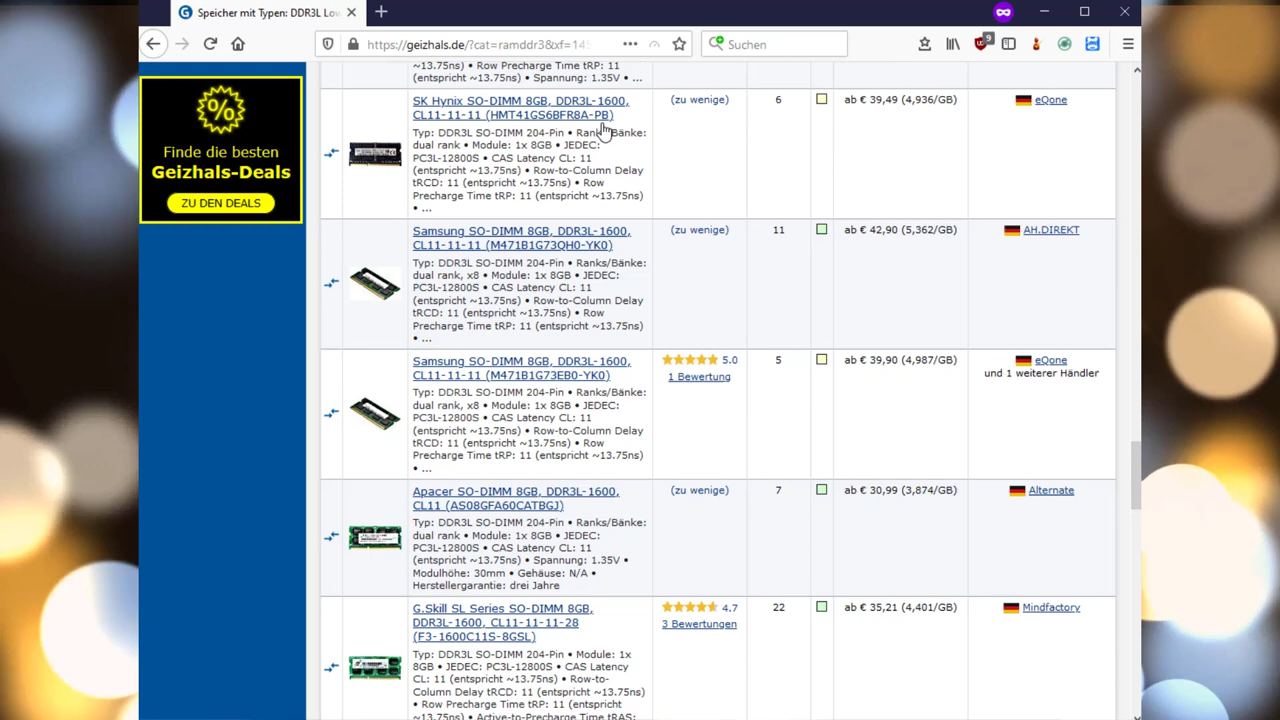 Speicher mit Typen: DDR3L Low
https://geizhals.de/?cat=ramddr3&xf=145
Suchen
9
%
Finde die besten
Geizhals-Deals
ZU DEN DEALS
~13.75ns) • Row Precharge Time tRP: 11
(entspricht ~13.75ns) • Spannung: 1.35V • ...
SK Hynix SO-DIMM 8GB, DDR3L-1600,
CL11-11-11 (HMT41GS6BFR8A-PB)
Typ: DDR3L SO-DIMM 204-Pin • Ranks/Bänke:
dual rank • Module: 1x 8GB • JEDEC:
PC3L-12800S • CAS Latency CL: 11
(entspricht ~13.75ns) • Row-to-Column Delay
tRCD: 11 (entspricht ~13.75ns) • Row
Precharge Time tRP: 11 (entspricht ~13.75ns)
• ...
(zu wenige)
6
ab € 39,49 (4,936/GB)
eQone
Samsung SO-DIMM 8GB, DDR3L-1600,
CL11-11-11 (M471B1G73QH0-YK0)
Typ: DDR3L SO-DIMM 204-Pin • Ranks/Bänke:
dual rank, x8 • Module: 1x 8GB • JEDEC:
PC3L-12800S • CAS Latency CL: 11
(entspricht ~13.75ns) • Row-to-Column Delay
tRCD: 11 (entspricht ~13.75ns) • Row
Precharge Time tRP: 11 (entspricht ~13.75ns)
• ...
(zu wenige)
11
ab € 42,90 (5,362/GB)
AH.DIREKT
Samsung SO-DIMM 8GB, DDR3L-1600,
CL11-11-11 (M471B1G73EB0-YK0)
Typ: DDR3L SO-DIMM 204-Pin • Ranks/Bänke:
dual rank, x8 • Module: 1x 8GB • JEDEC:
PC3L-12800S • CAS Latency CL: 11
(entspricht ~13.75ns) • Row-to-Column Delay
tRCD: 11 (entspricht ~13.75ns) • Row
Precharge Time tRP: 11 (entspricht ~13.75ns)
• ...
5.0
1 Bewertung
5
ab € 39,90 (4,987/GB)
eQone
und 1 weiterer Händler
Apacer SO-DIMM 8GB, DDR3L-1600,
CL11 (AS08GFA60CATBGJ)
Typ: DDR3L SO-DIMM 204-Pin • Ranks/Bänke:
dual rank • Module: 1x 8GB • JEDEC:
PC3L-12800S • CAS Latency CL: 11
(entspricht ~13.75ns) • Spannung: 1.35V •
Modulhöhe: 30mm • Gehäuse: N/A •
Herstellergarantie: drei Jahre
(zu wenige)
7
ab € 30,99 (3,874/GB)
Alternate
G.Skill SL Series SO-DIMM 8GB,
DDR3L-1600, CL11-11-11-28
(F3-1600C11S-8GSL)
Typ: DDR3L SO-DIMM 204-Pin • Module: 1x
8GB • JEDEC: PC3L-12800S • CAS Latency
CL: 11 (entspricht ~13.75ns) • Row-to-
Column Delay tRCD: 11 (entspricht ~13.75ns)
• Row Precharge Time tRP: 11 (entspricht
~13.75ns) • Active-to-Precharge Time tRAS:
4.7
3 Bewertungen
22
ab € 35,21 (4,401/GB)
Mindfactory